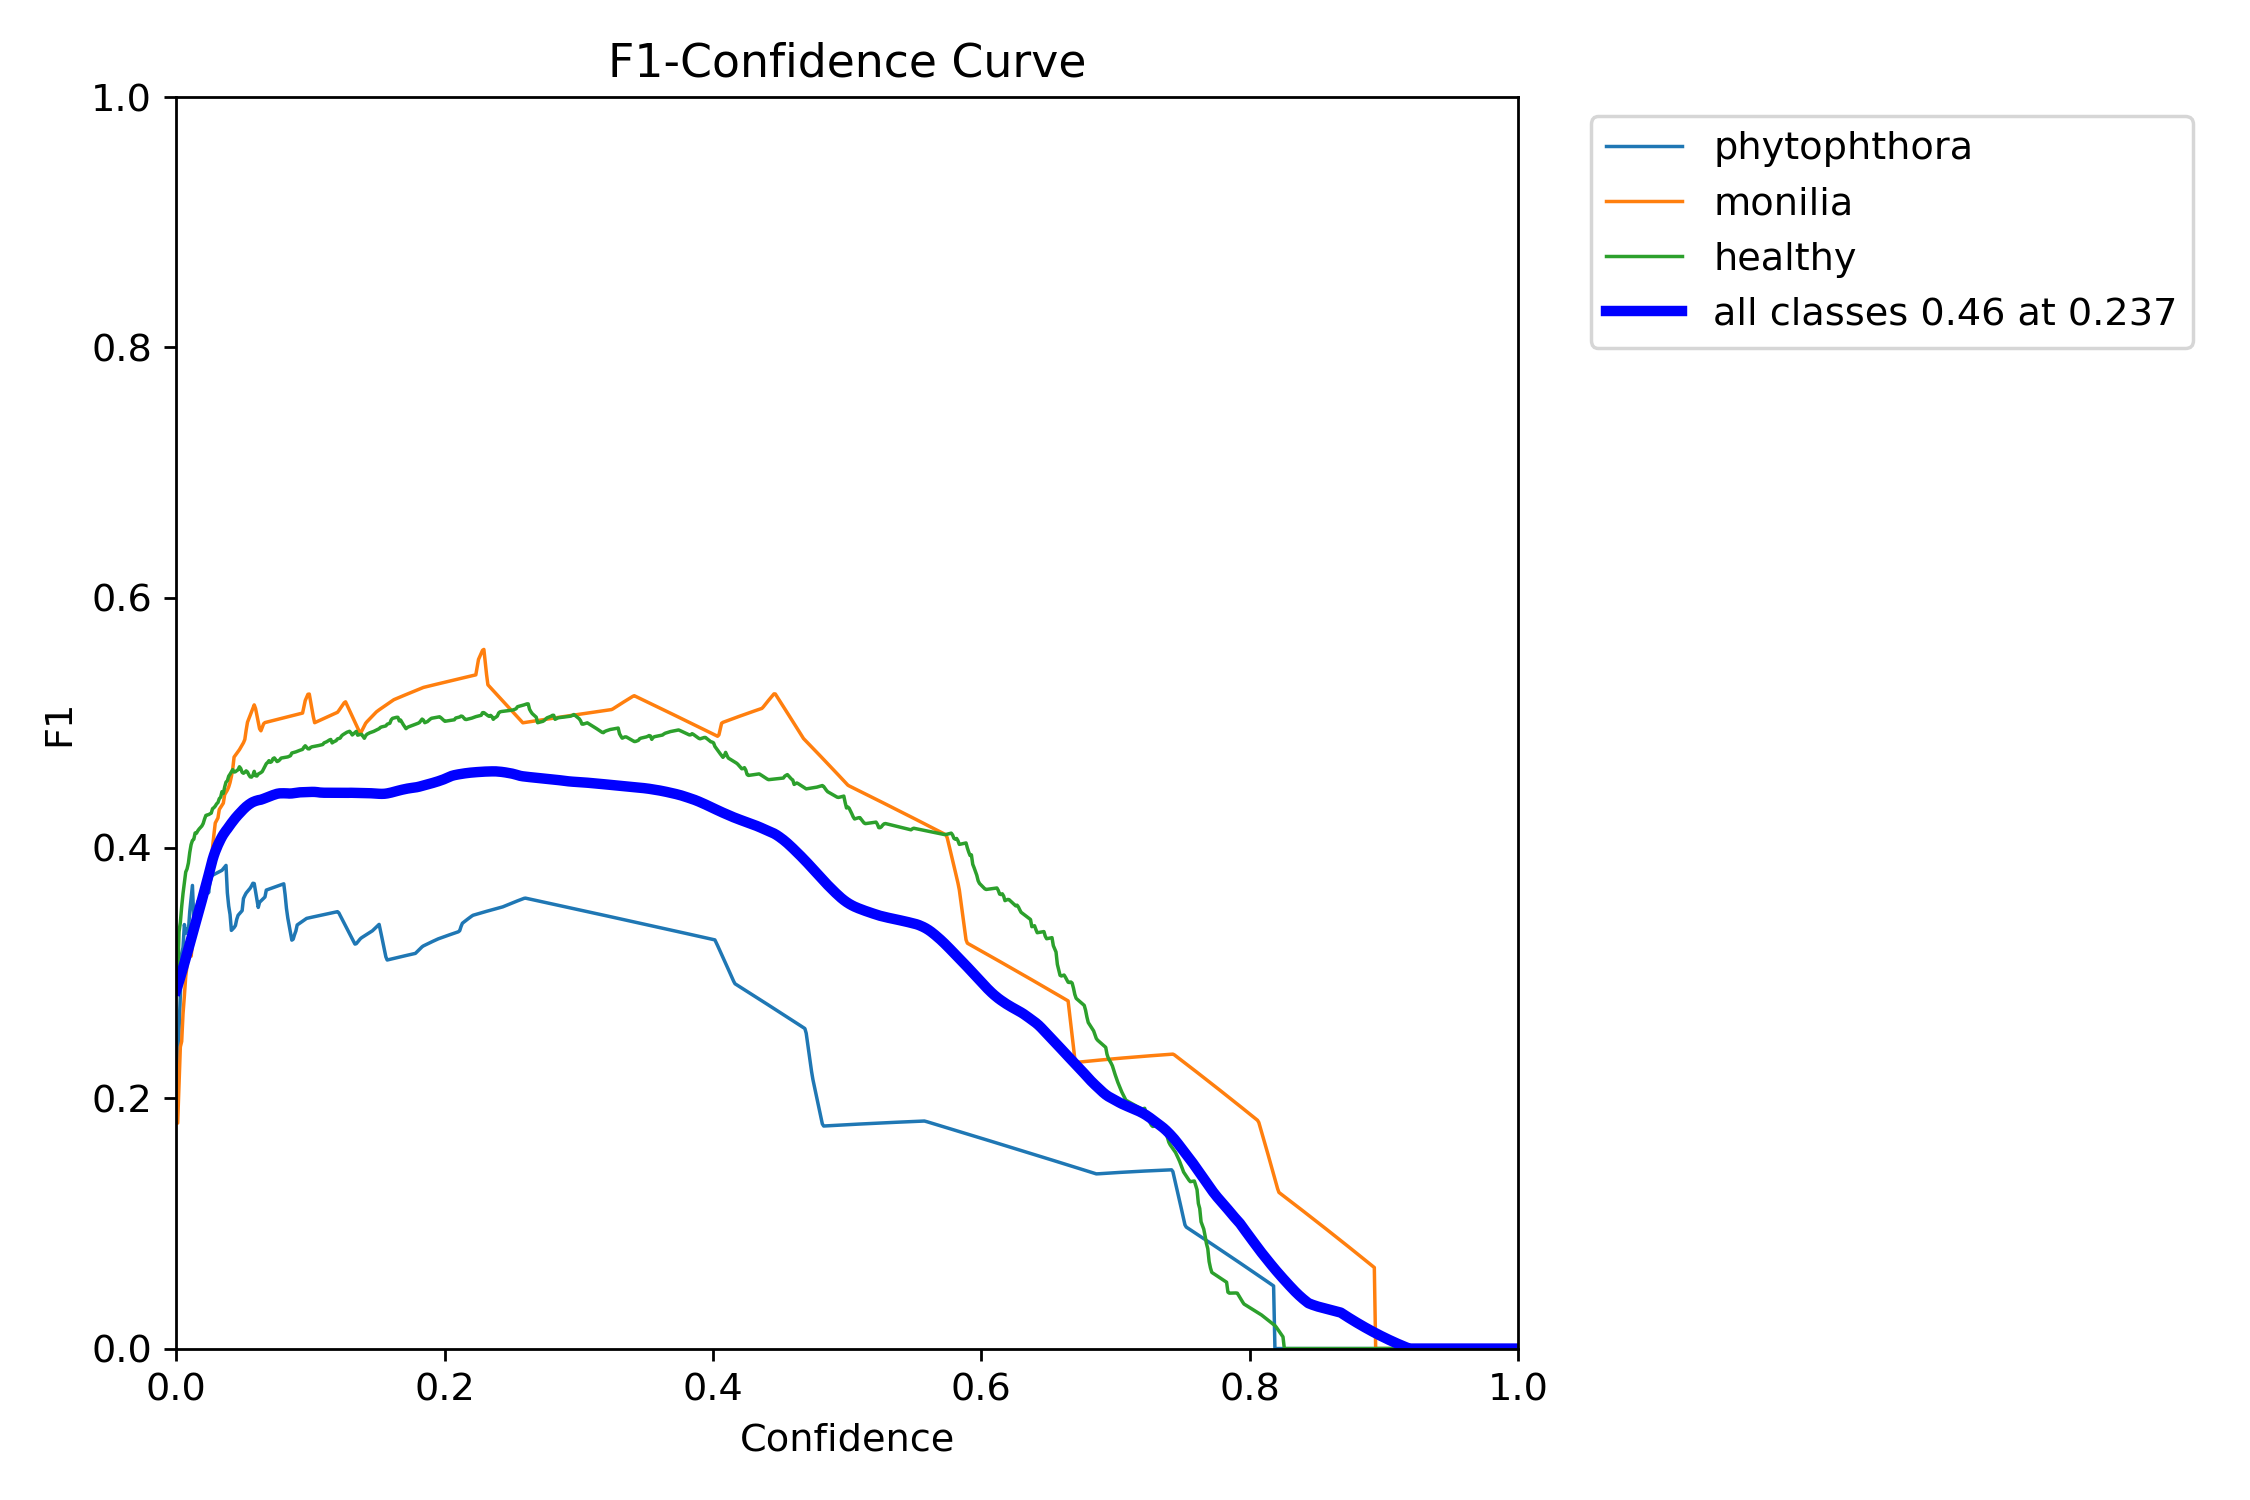 F1-Confidence Curve
1.0
0.8
0.6
0.4
0.2
0.0
F1
0.0 0.2 0.4 0.6 0.8 1.0
Confidence
phytophthora
monilia
healthy
all classes 0.46 at 0.237